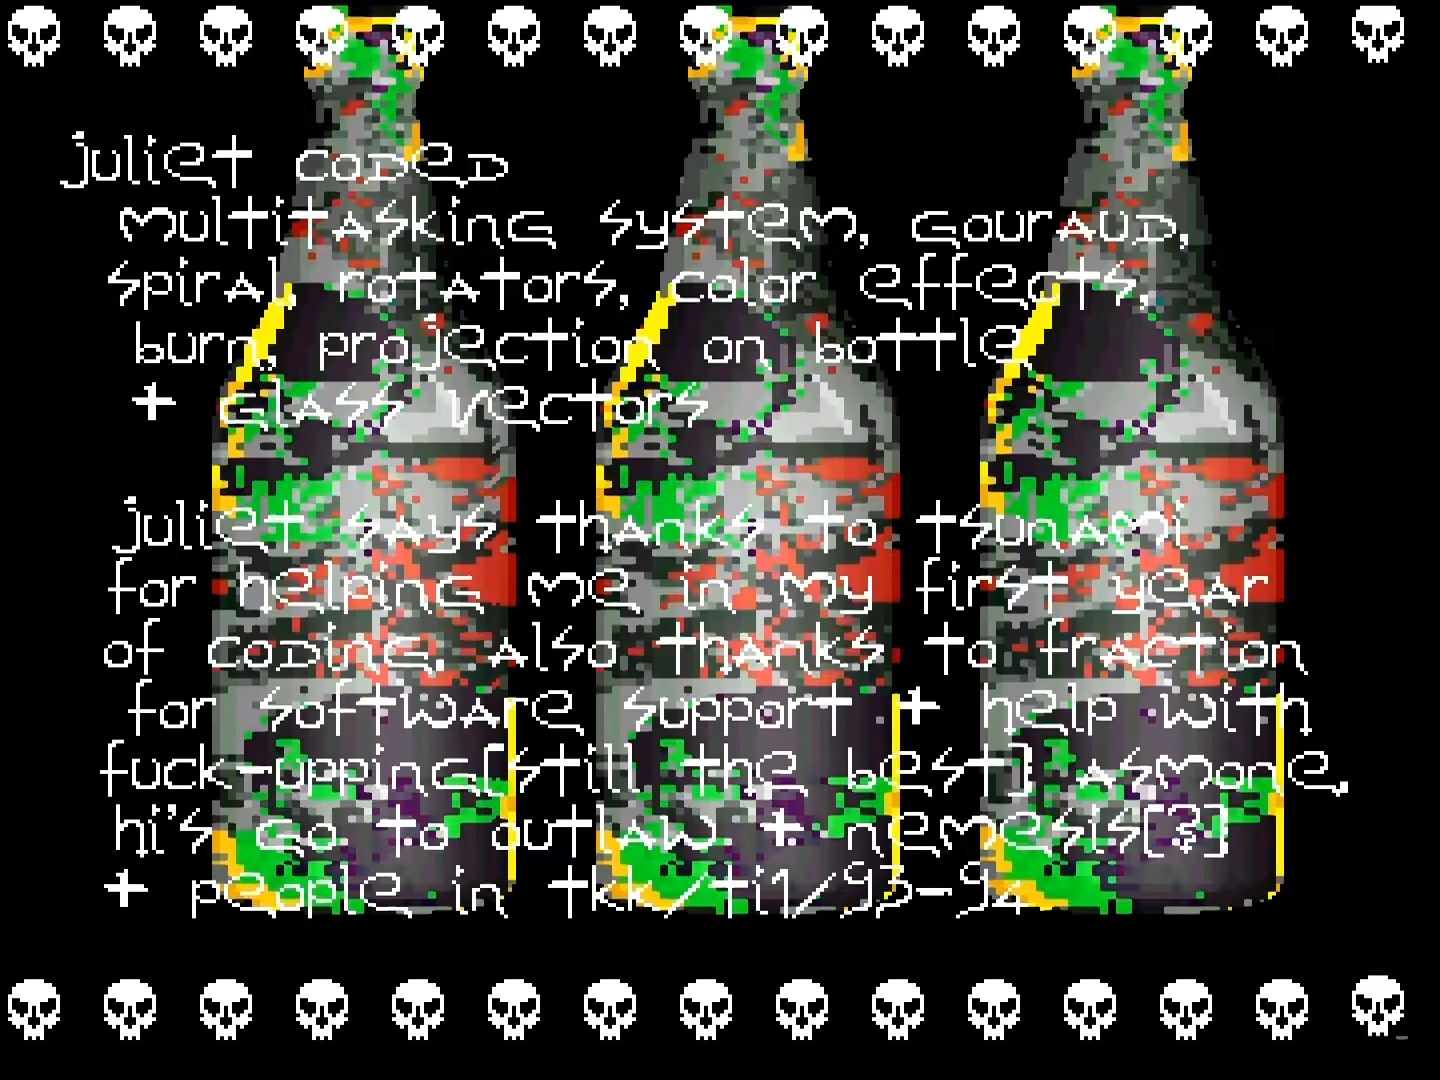 juliet coded
multitasking system, gouraud,
spiral rotators, color effects,
burn, projection on bottle
+ glass vectors
juliet says thanks to tsunami
for helping me in my first year
of coding, also thanks to fraction
for software support + help with
fuck-upping[still the best] asmone,
hi's go to outlaw + nemesis[?]
+ people in tkk/ti1/93-94